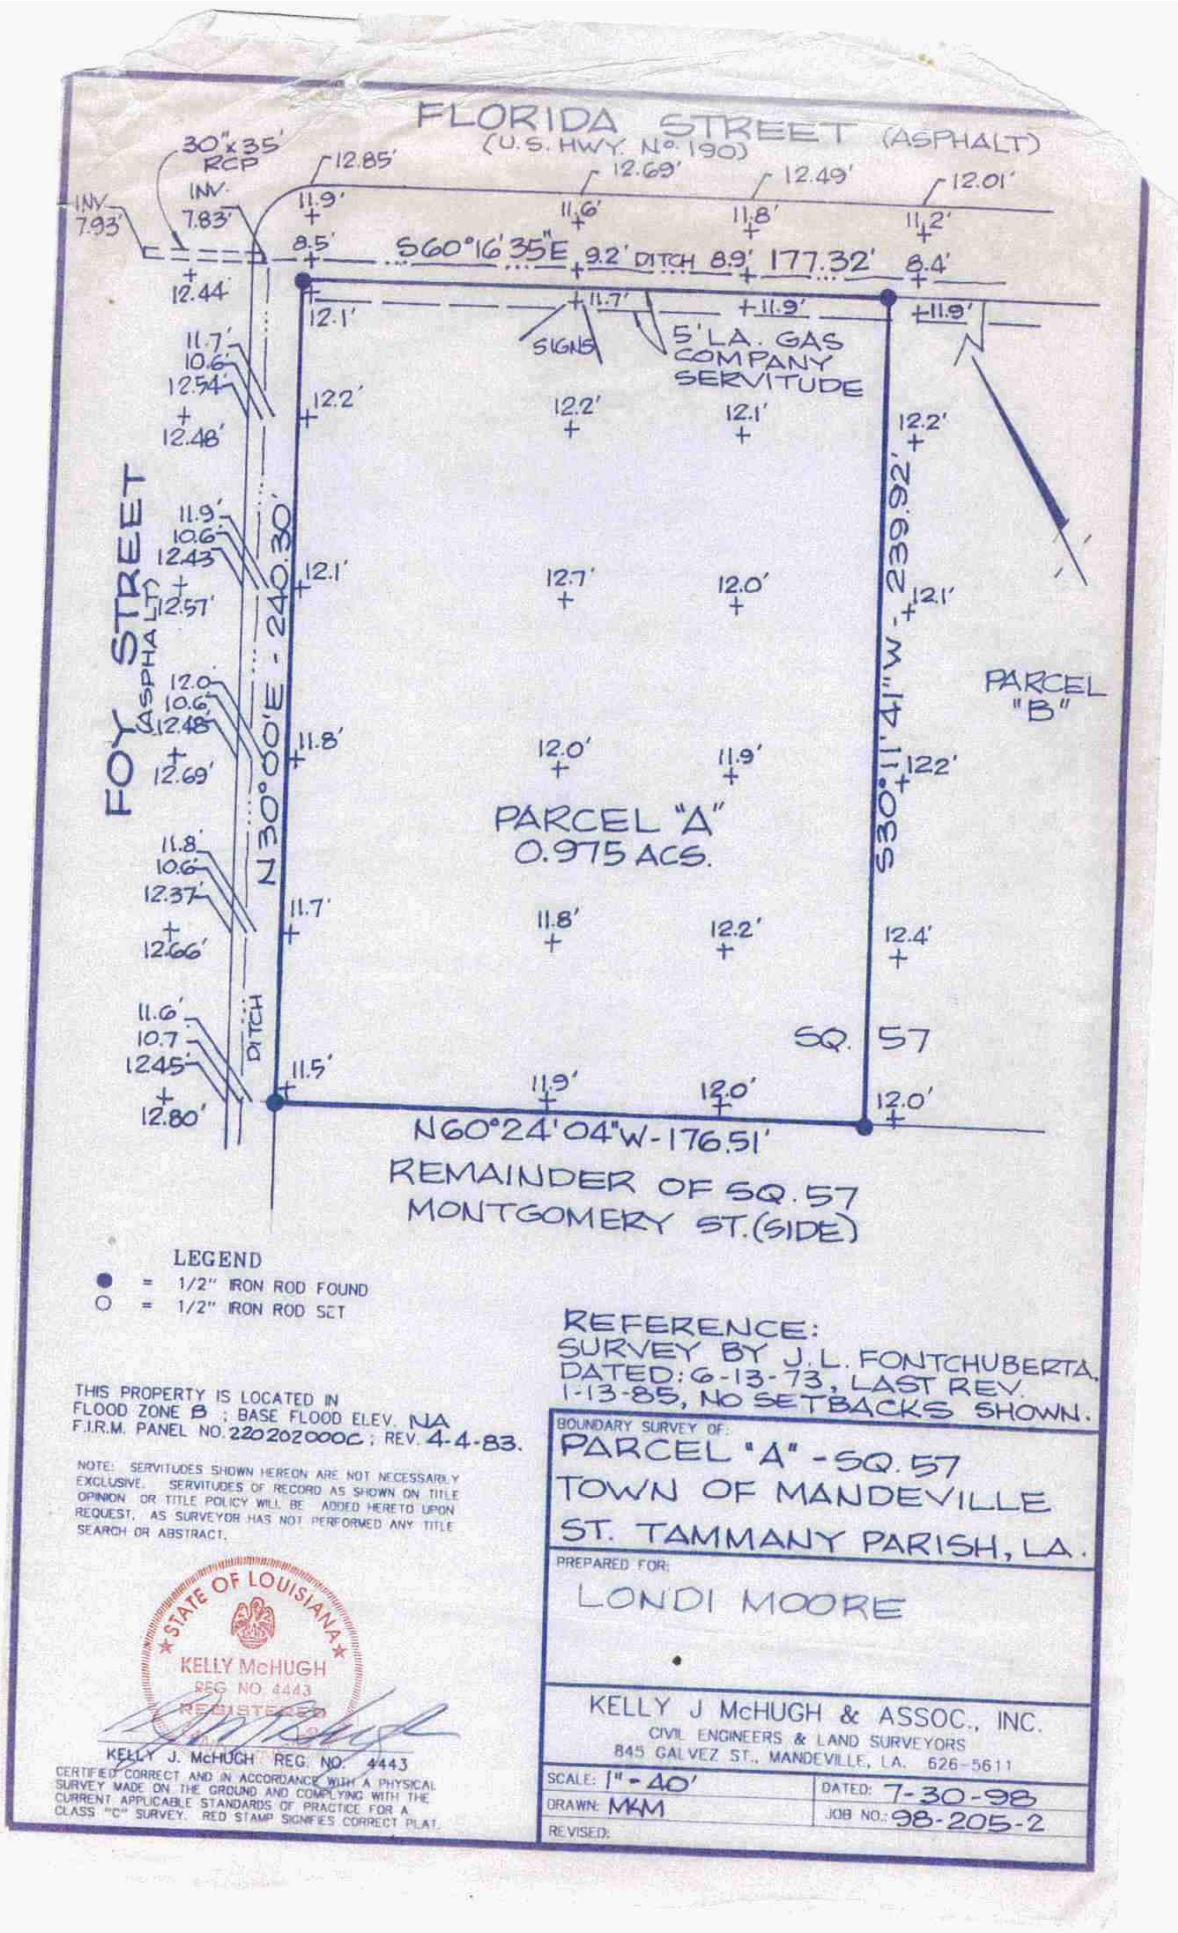 FLORIDA STREET (ASPHALT)
(U.S. HWY. Nº 190)
30"x35'
RCP
INV.
7.93'
INV.
7.83'
12.85'
12.69'
12.49'
12.01'
11.9'
11.6'
11.8'
11.2'
8.5'
S60°16'35"E 9.2' DITCH 8.9' 177.32' 8.4'
12.44'
12.1'
11.7'
11.9'
11.9'
SIGNS
5' LA. GAS
COMPANY
SERVITUDE
11.7'
10.6'
12.54'
12.48'
12.2'
12.2'
12.1'
12.2'
FOY STREET
(ASPHALT)
N 30°00'00"E - 240.30'
S30°11'41"W - 239.92'
11.9'
10.6'
12.43'
12.57'
12.1'
12.7'
12.0'
12.1'
PARCEL
"B"
12.0
10.6'
12.48'
12.69'
11.8'
12.0'
11.9'
122'
PARCEL "A"
0.975 ACS.
11.8
10.6'
12.37'
12.66'
11.7'
11.8'
12.2'
12.4'
DITCH
SQ. 57
11.6'
10.7
12.45'
12.80'
11.5'
11.9'
12.0'
12.0'
N60°24'04"W-176.51'
REMAINDER OF SQ. 57
MONTGOMERY ST. (SIDE)
LEGEND
● = 1/2" IRON ROD FOUND
○ = 1/2" IRON ROD SET
REFERENCE:
SURVEY BY J.L. FONTCHUBERTA,
DATED: 6-13-73, LAST REV.
1-13-85, NO SETBACKS SHOWN.
THIS PROPERTY IS LOCATED IN
FLOOD ZONE B ; BASE FLOOD ELEV. NA
F.I.R.M. PANEL NO. 220202000C ; REV. 4-4-83.
NOTE: SERVITUDES SHOWN HEREON ARE NOT NECESSARILY
EXCLUSIVE. SERVITUDES OF RECORD AS SHOWN ON TITLE
OPINION OR TITLE POLICY WILL BE ADDED HERETO UPON
REQUEST, AS SURVEYOR HAS NOT PERFORMED ANY TITLE
SEARCH OR ABSTRACT.
BOUNDARY SURVEY OF:
PARCEL "A" - SQ. 57
TOWN OF MANDEVILLE
ST. TAMMANY PARISH, LA.
PREPARED FOR:
LONDI MOORE
STATE OF LOUISIANA
KELLY McHUGH
REG. NO. 4443
REGISTERED
KELLY J. McHUGH REG. NO. 4443
CERTIFIED CORRECT AND IN ACCORDANCE WITH A PHYSICAL
SURVEY MADE ON THE GROUND AND COMPLYING WITH THE
CURRENT APPLICABLE STANDARDS OF PRACTICE FOR A
CLASS "C" SURVEY. RED STAMP SIGNIFIES CORRECT PLAT.
KELLY J McHUGH & ASSOC., INC.
CIVIL ENGINEERS & LAND SURVEYORS
845 GALVEZ ST., MANDEVILLE, LA. 626-5611
SCALE: 1" = 40'
DATED: 7-30-98
DRAWN: MKM
JOB NO.: 98-205-2
REVISED: